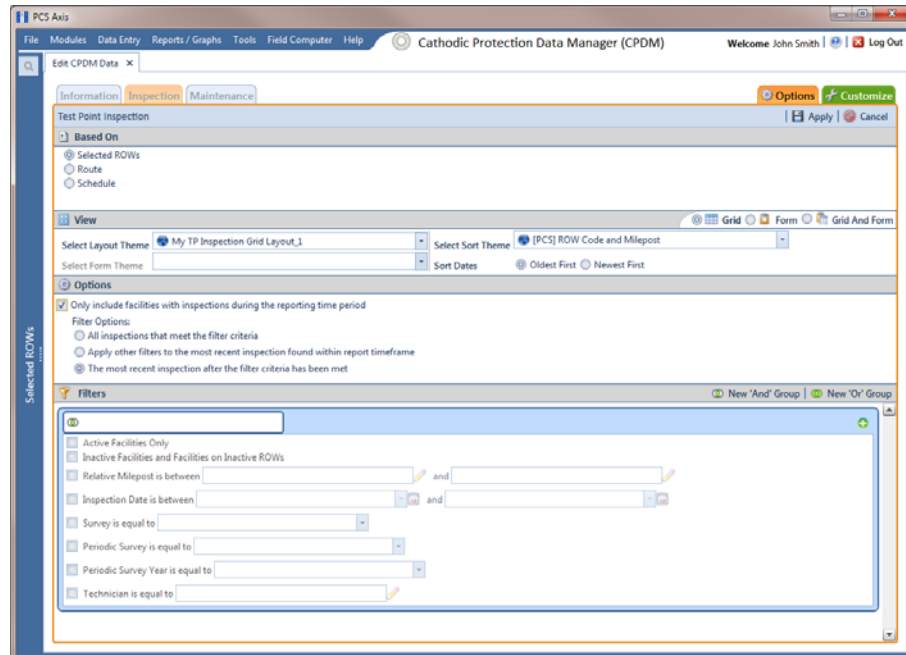 PCS Axis
File Modules Data Entry Reports / Graphs Tools Field Computer Help Cathodic Protection Data Manager (CPDM) Welcome John Smith Log Out
Edit CPDM Data
Information Inspection Maintenance Options Customize
Test Point Inspection Apply Cancel
Based On
Selected ROWs
Route
Schedule
View Grid Form Grid And Form
Select Layout Theme My TP Inspection Grid Layout_1 Select Sort Theme [PCS] ROW Code and Milepost
Select Form Theme Sort Dates Oldest First Newest First
Options
Only include facilities with inspections during the reporting time period
Filter Options:
All inspections that meet the filter criteria
Apply other filters to the most recent inspection found within report timeframe
The most recent inspection after the filter criteria has been met
Selected ROWs
Filters New 'And' Group New 'Or' Group
Active Facilities Only
Inactive Facilities and Facilities on Inactive ROWs
Relative Milepost is between and
Inspection Date is between and
Survey is equal to
Periodic Survey is equal to
Periodic Survey Year is equal to
Technician is equal to